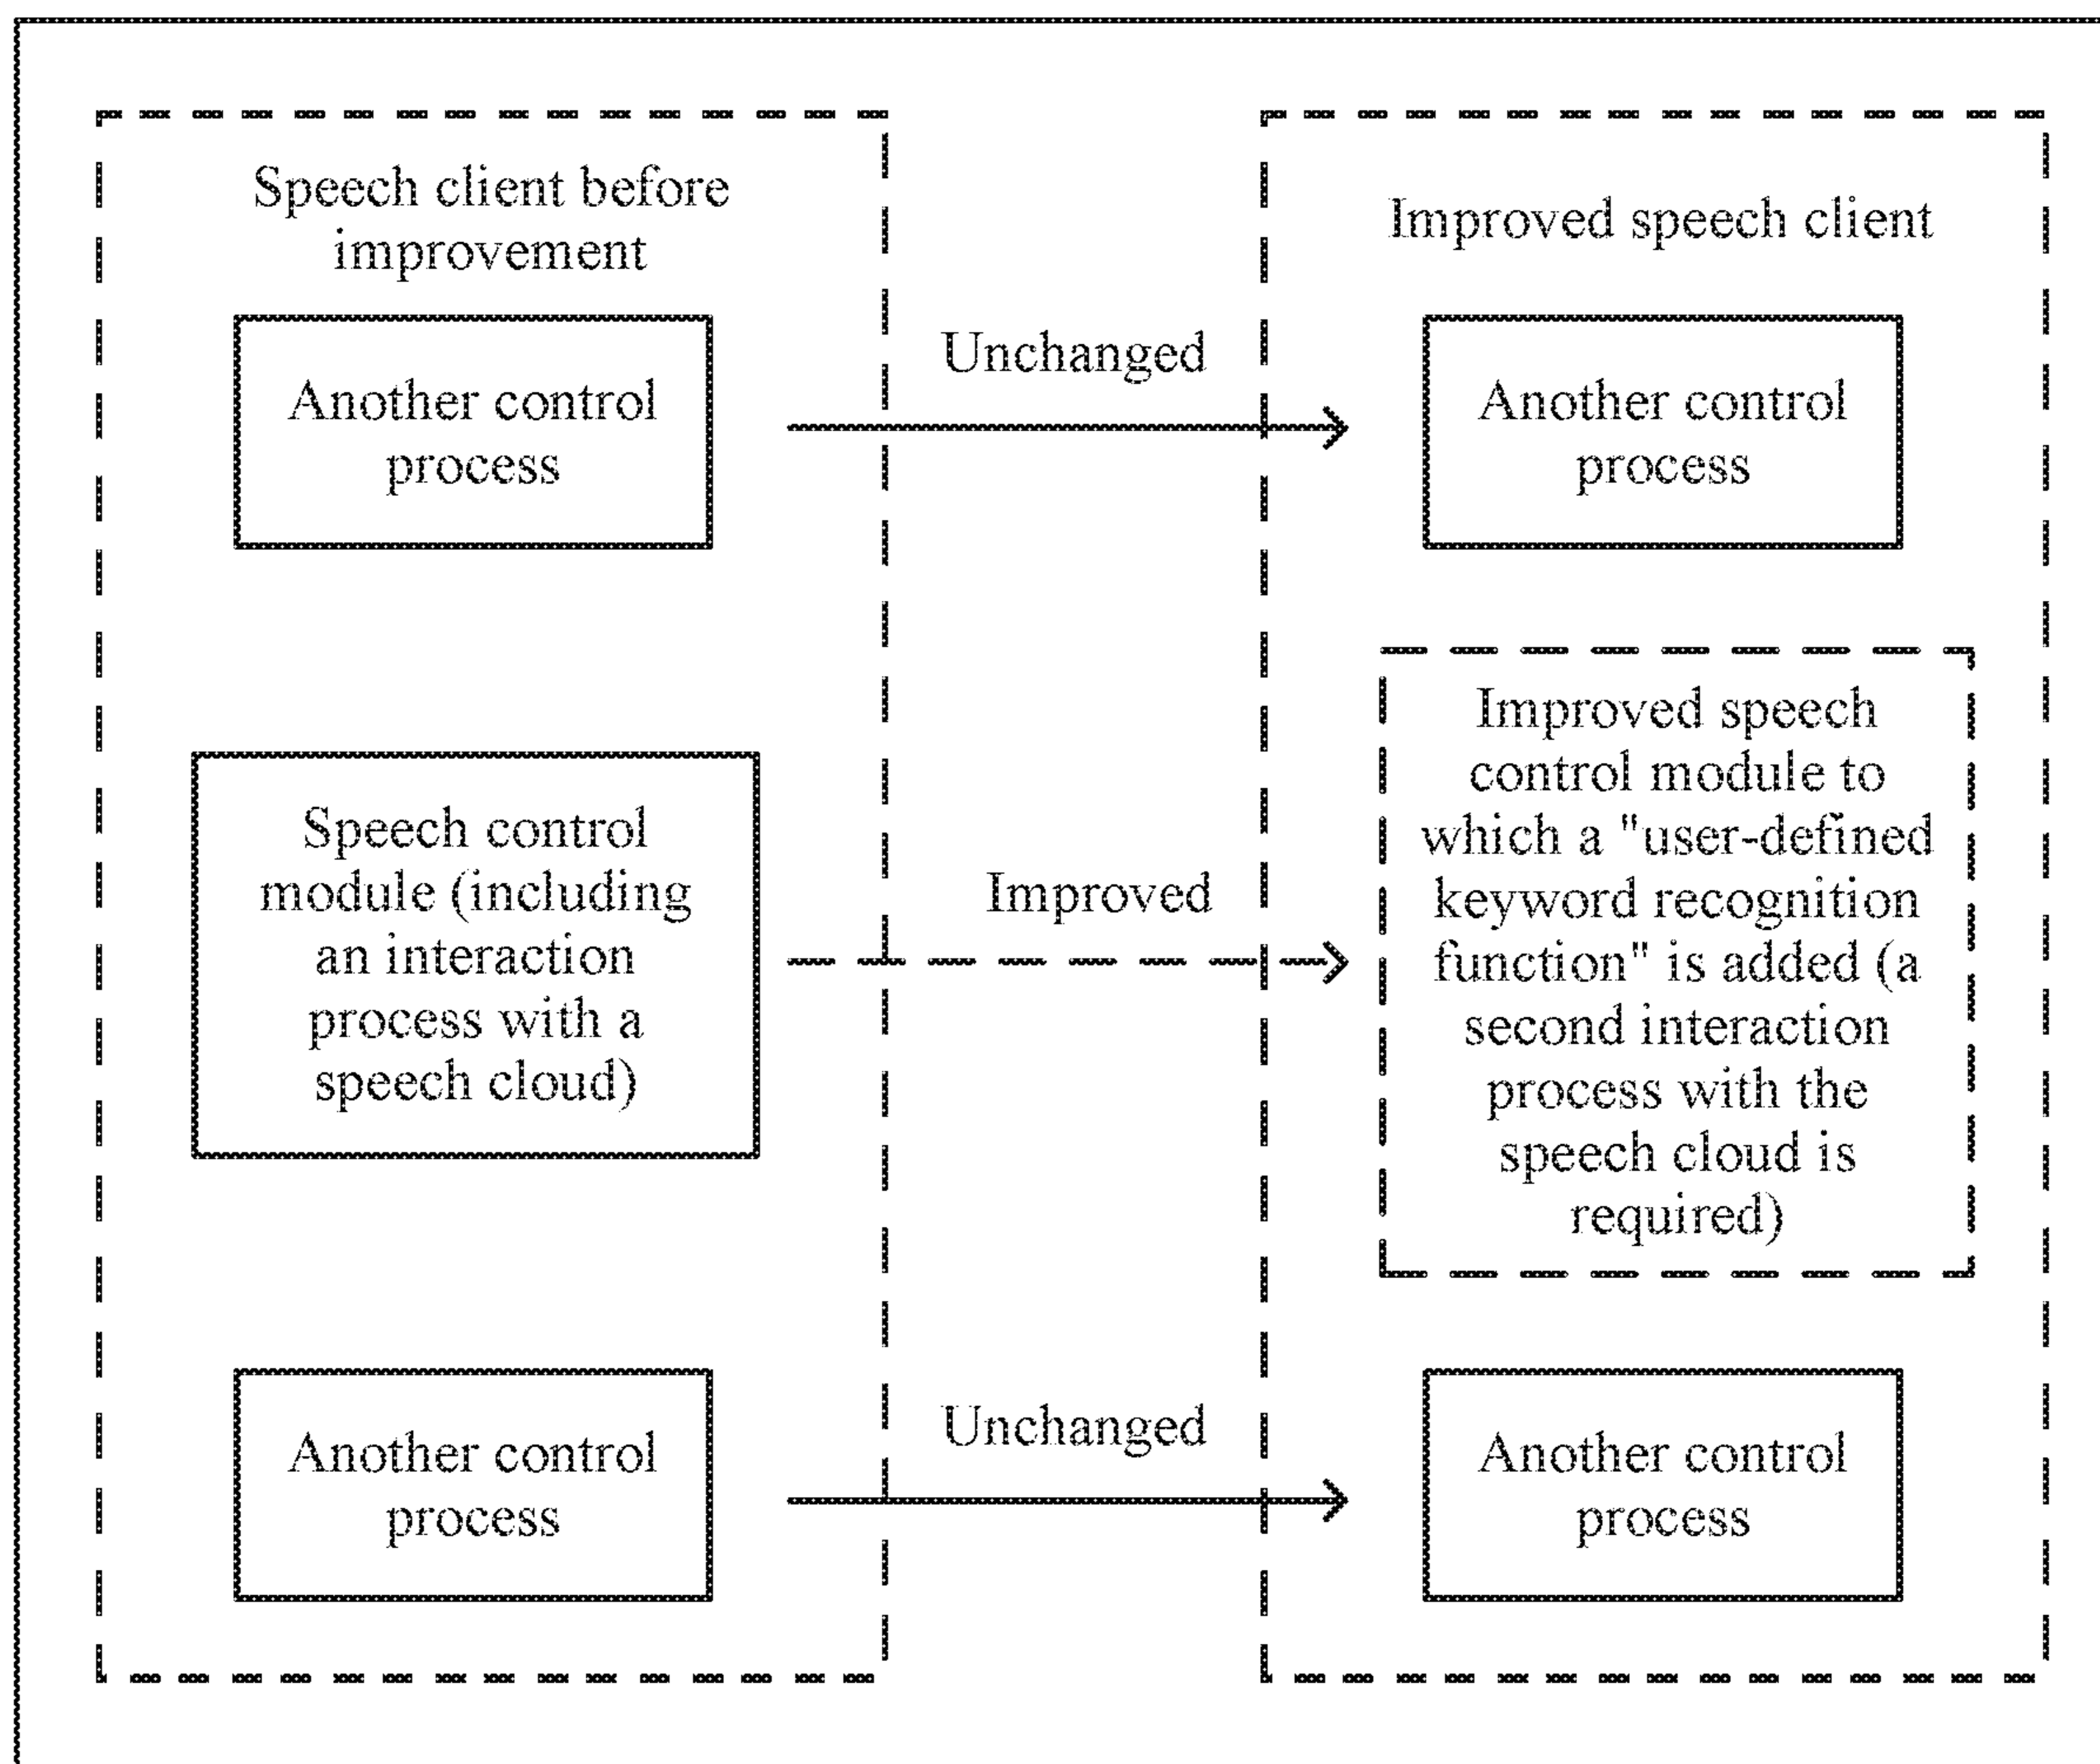 Speech client before
improvement
Another control
process
Speech control
module (including
an interaction
process with a
speech cloud)
Another control
process
Unchanged
Improved
Unchanged
Improved speech client
Another control
process
Improved speech
control module to
which a "user-defined
keyword recognition
function" is added (a
second interaction
process with the
speech cloud is
required)
Another control
process